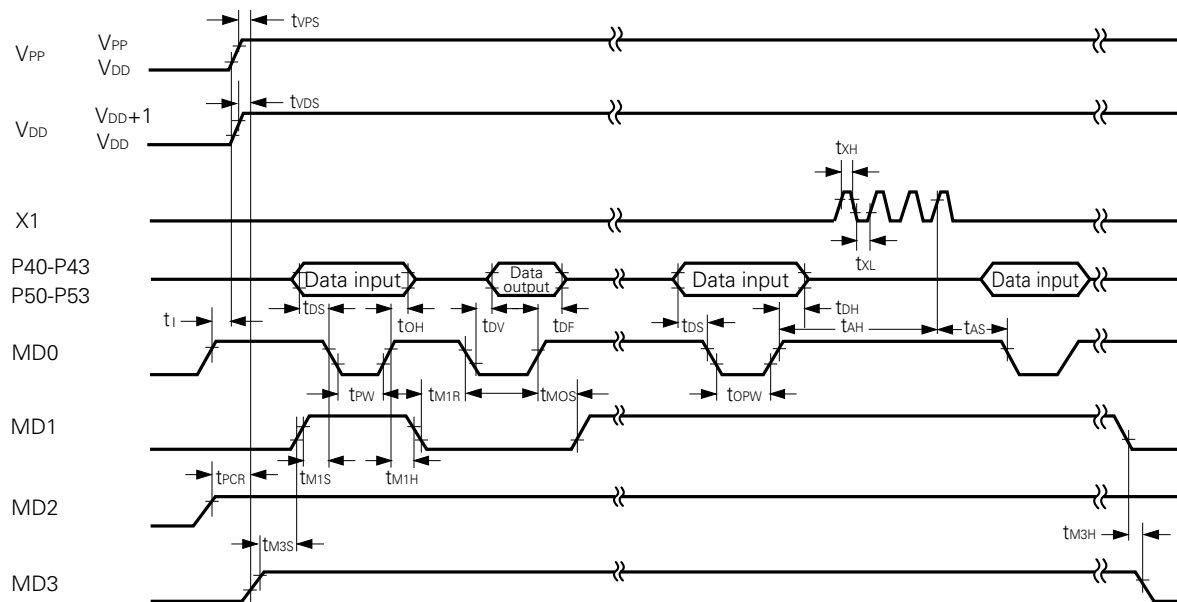 tVPS
VPP
VPP
VDD
tVDS
VDD
VDD+1
VDD
tXH
X1
tXL
P40-P43
P50-P53
Data input
Data output
Data input
Data input
tI
tDS
tOH
tDV
tDF
tDS
tDH
tAH
tAS
MD0
tPW
tM1R
tMOS
tOPW
MD1
tM1S
tM1H
tPCR
MD2
tM3S
tM3H
MD3